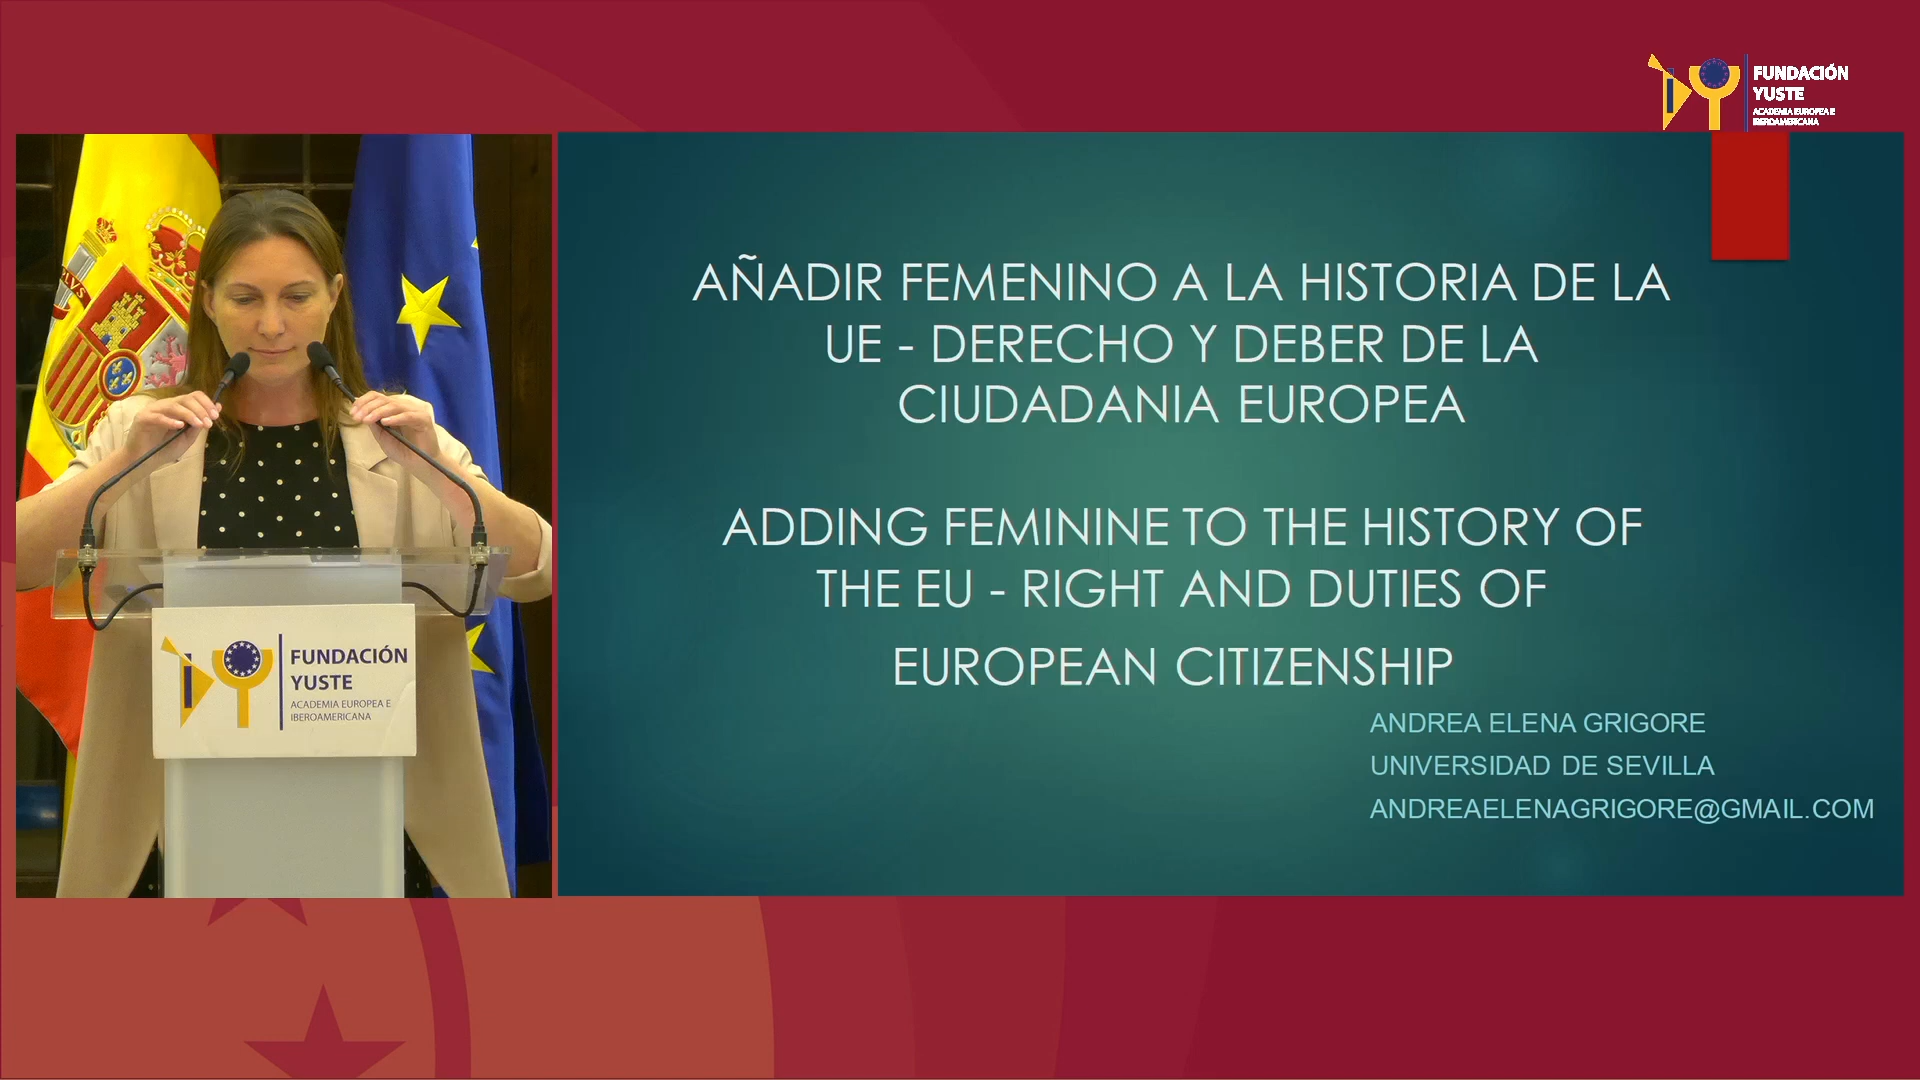 FUNDACIÓN
YUSTE
ACADEMIA EUROPEA E
IBEROAMERICANA
AÑADIR FEMENINO A LA HISTORIA DE LA
UE - DERECHO Y DEBER DE LA
CIUDADANIA EUROPEA
ADDING FEMININE TO THE HISTORY OF
THE EU - RIGHT AND DUTIES OF
EUROPEAN CITIZENSHIP
ANDREA ELENA GRIGORE
UNIVERSIDAD DE SEVILLA
ANDREAELENAGRIGORE@GMAIL.COM
FUNDACIÓN
YUSTE
ACADEMIA EUROPEA E
IBEROAMERICANA